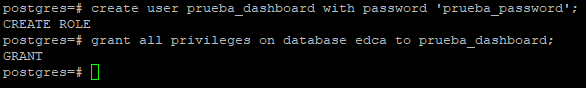 postgres=# create user prueba_dashboard with password 'prueba_password';
CREATE ROLE
postgres=# grant all privileges on database edca to prueba_dashboard;
GRANT
postgres=#